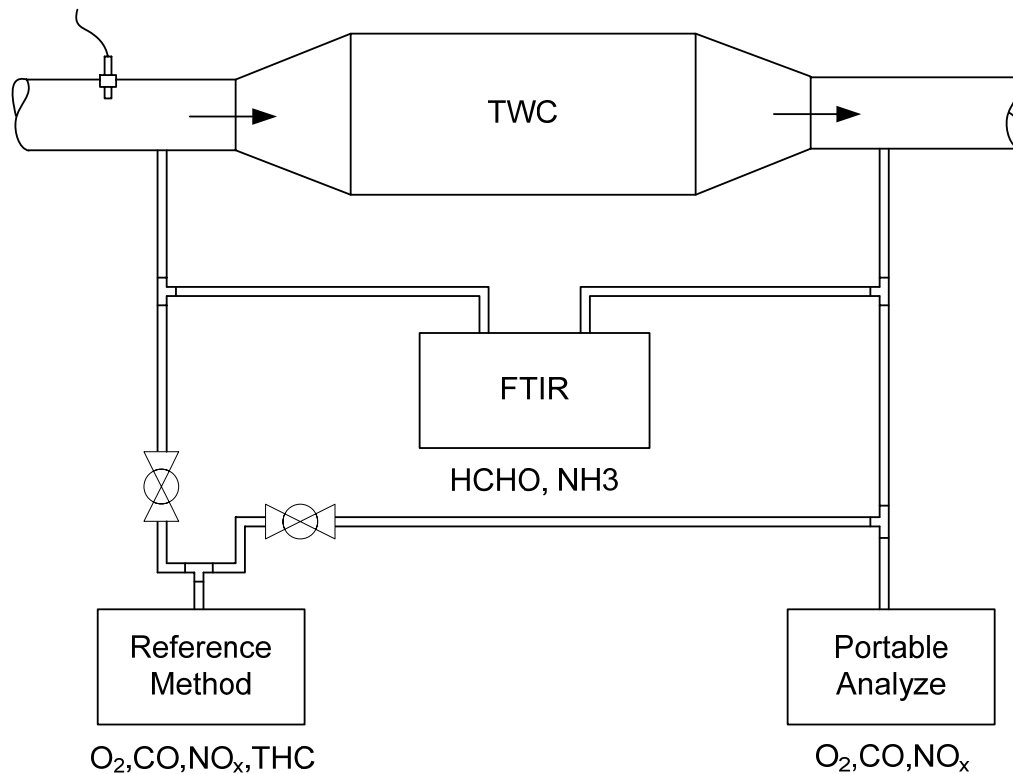 TWC
FTIR
HCHO, NH3
Reference
Method
O₂,CO,NOₓ,THC
Portable
Analyze
O₂,CO,NOₓ